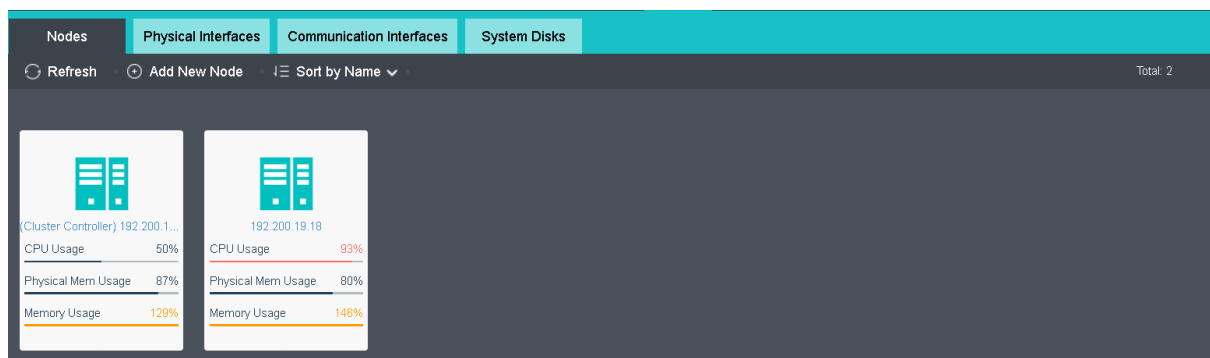 Nodes Physical Interfaces Communication Interfaces System Disks
Refresh Add New Node Sort by Name Total: 2
(Cluster Controller) 192.200.1...
CPU Usage 50%
Physical Mem Usage 87%
Memory Usage 129%
192.200.19.18
CPU Usage 93%
Physical Mem Usage 80%
Memory Usage 146%